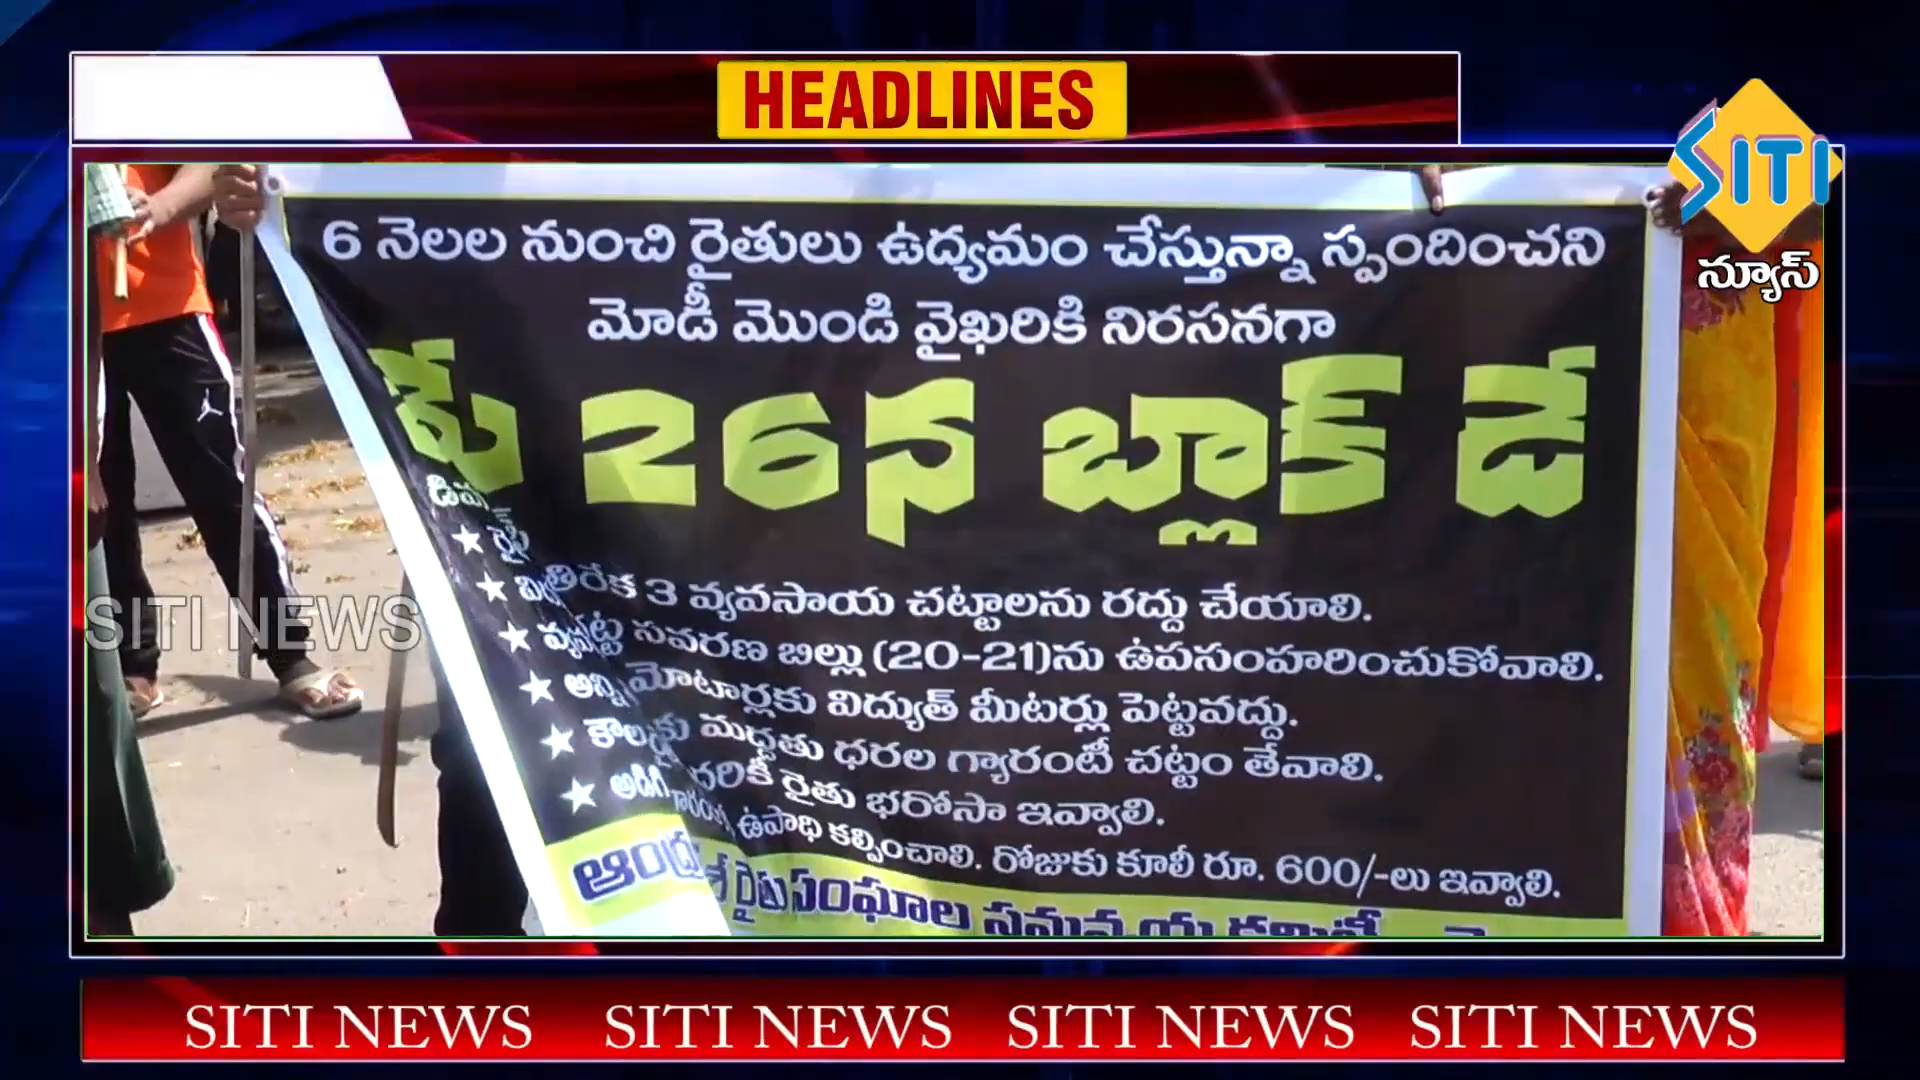 HEADLINES
SITI
న్యూస్
6 నెలల నుంచి రైతులు ఉద్యమం చేస్తున్నా స్పందించని
మోడీ మొండి వైఖరికి నిరసనగా
మే 26న బ్లాక్ డే
★
★ 3 వ్యవసాయ చట్టాలను రద్దు చేయాలి.
★ సవరణ బిల్లు (20-21)ను ఉపసంహరించుకోవాలి.
★ మోటార్లకు విద్యుత్ మీటర్లు పెట్టవద్దు.
★ మద్దతు ధరల గ్యారంటీ చట్టం తేవాలి.
★ రైతు భరోసా ఇవ్వాలి.
ఉపాధి కల్పించాలి. రోజుకు కూలీ రూ. 600/-లు ఇవ్వాలి.
రైతుసంఘాల సమన్వయ
SITI NEWS
SITI NEWS SITI NEWS SITI NEWS SITI NEWS